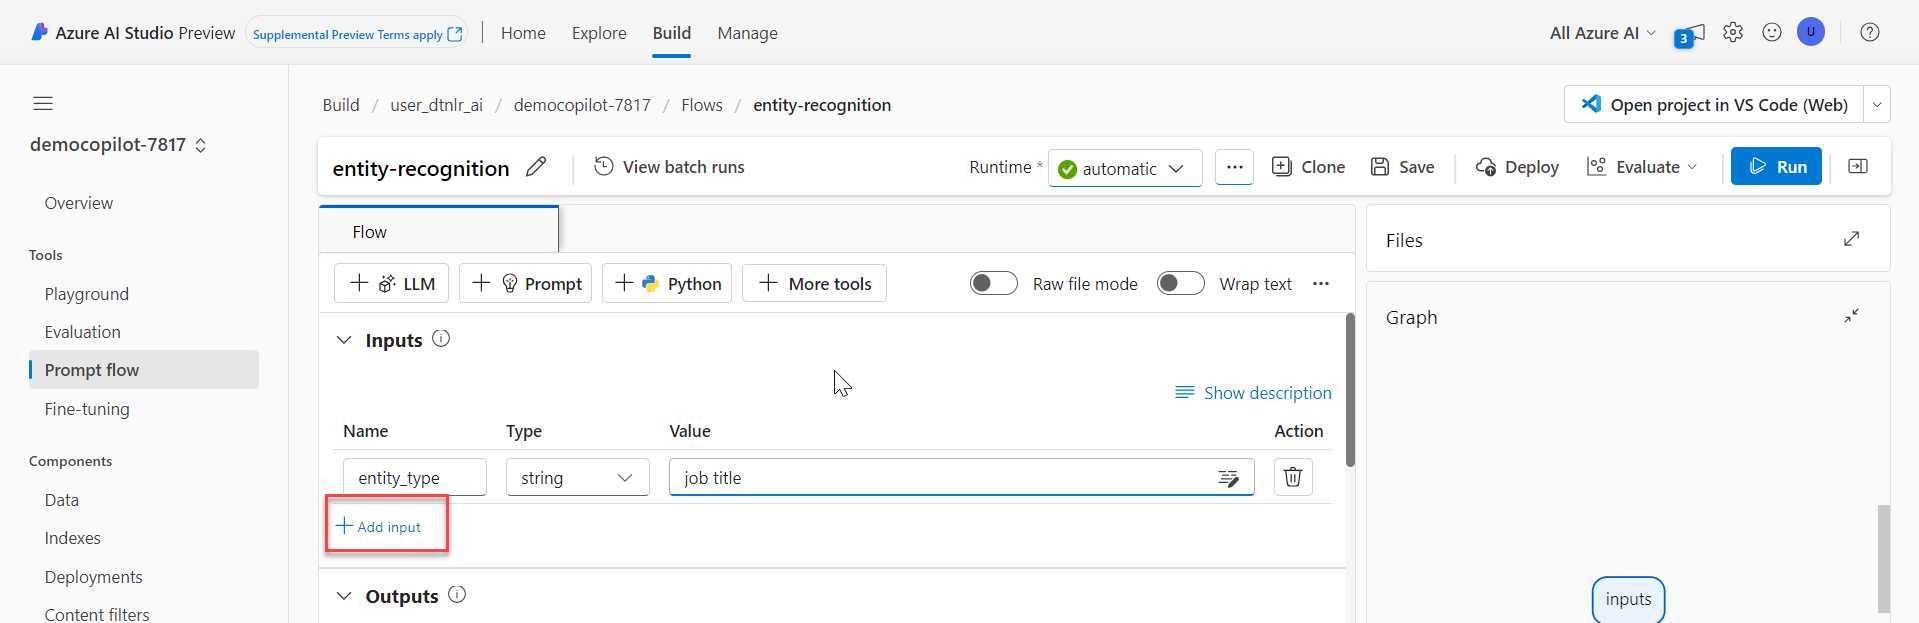 Azure AI Studio Preview
Supplemental Preview Terms apply
Home
Explore
Build
Manage
All Azure AI
3
U
democopilot-7817
Overview
Tools
Playground
Evaluation
Prompt flow
Fine-tuning
Components
Data
Indexes
Deployments
Content filters
Build / user_dtnlr_ai / democopilot-7817 / Flows / entity-recognition
Open project in VS Code (Web)
entity-recognition
View batch runs
Runtime *
automatic
Clone
Save
Deploy
Evaluate
Run
Flow
LLM
Prompt
Python
More tools
Raw file mode
Wrap text
Inputs
Show description
Name Type Value Action
entity_type string job title
Add input
Outputs
Files
Graph
inputs